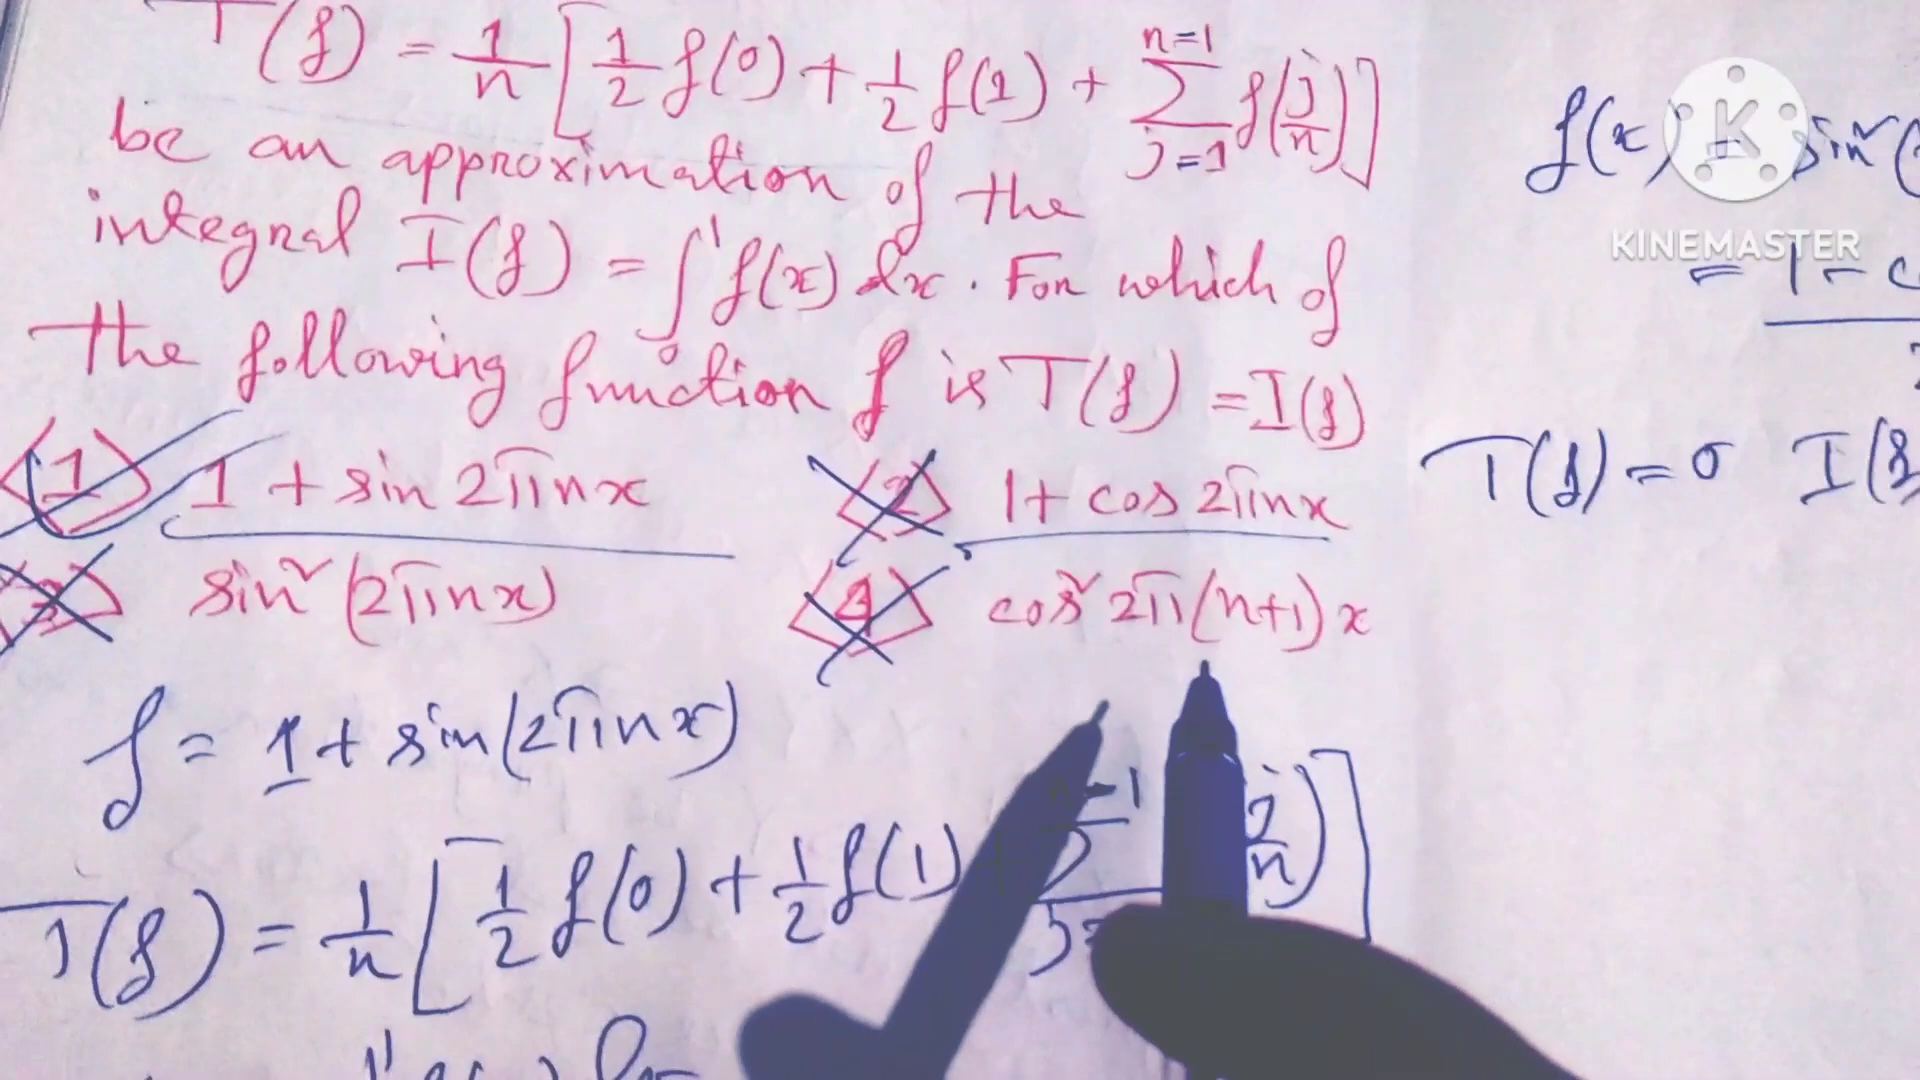 T(f) = 1/n [1/2 f(0) + 1/2 f(1) + Σ_{j=1}^{n=1} f(j/n)]
be an approximation of the
integral I(f) = ∫_0^1 f(x) dx. For which of
the following function f is T(f) = I(f)
(1) 1 + sin 2πnx (2) 1 + cos 2πnx
(3) sin² (2πnx) (4) cos² 2π(n+1)x
f = 1 + sin(2πnx)
T(f) = 1/n [1/2 f(0) + 1/2 f(1)
j/n)]
f(x) = sin²(
= 1 - c
T(f) = 0 I(f
K
KINEMASTER